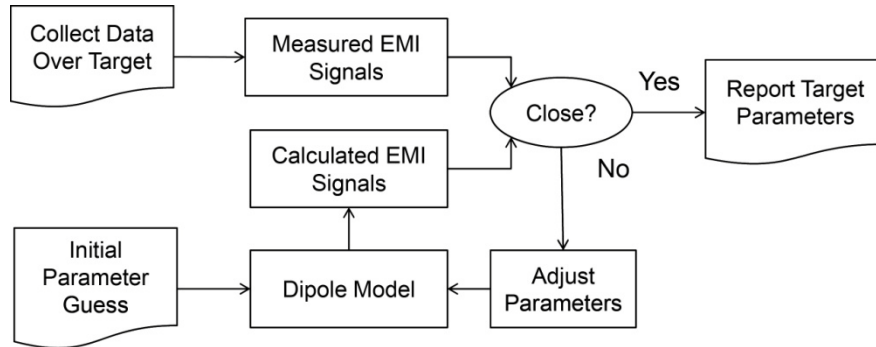 Collect Data
Over Target
Measured EMI
Signals
Close?
Yes
Report Target
Parameters
Calculated EMI
Signals
No
Initial
Parameter
Guess
Dipole Model
Adjust
Parameters